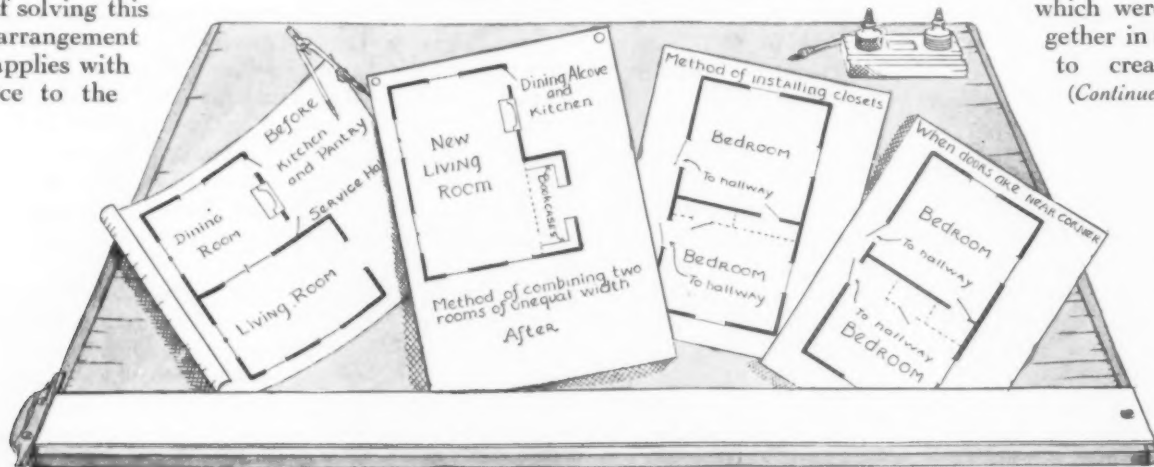 f solving this
arrangement
applies with
ce to the
which were
gether in
to crea
(Continue
Before
Kitchen
and Pantry
Service Ha
Dining
Room
Living Room
Dining Alcove
and
Kitchen
New
Living
Room
Bookcases
Method of combining two
rooms of unequal width
After
Method of installing closets
Bedroom
To hallway
Bedroom
To hallway
When doors are near corner
Bedroom
To hallway
To hallway
Bedroom